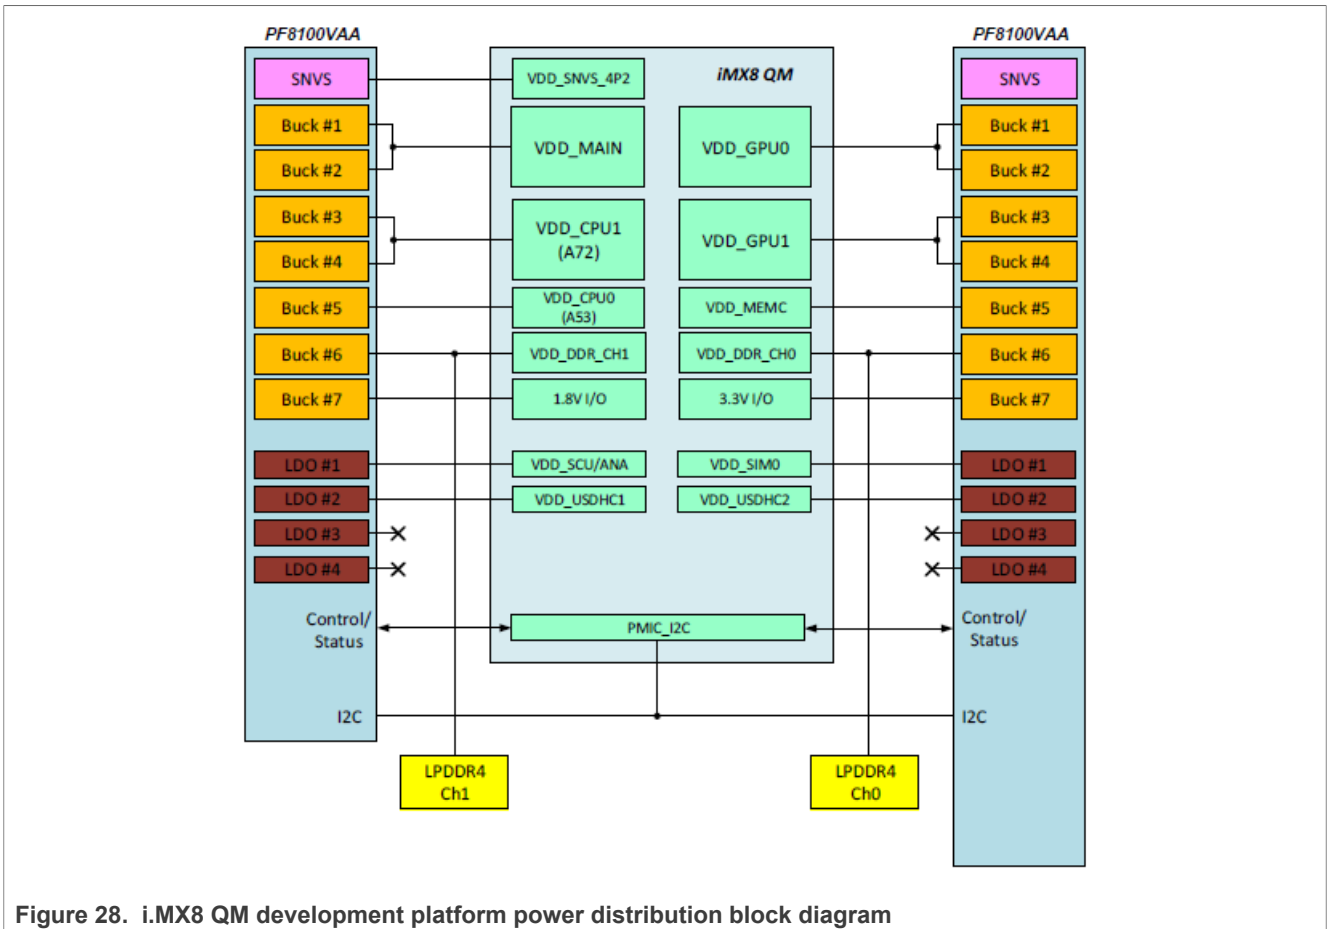 PF8100VAA
SNVS
Buck #1
Buck #2
Buck #3
Buck #4
Buck #5
Buck #6
Buck #7
LDO #1
LDO #2
LDO #3
LDO #4
Control/
Status
I2C
iMX8 QM
VDD_SNVS_4P2
VDD_MAIN
VDD_CPU1
(A72)
VDD_CPU0
(A53)
VDD_DDR_CH1
1.8V I/O
VDD_SCU/ANA
VDD_USDHC1
VDD_GPU0
VDD_GPU1
VDD_MEMC
VDD_DDR_CH0
3.3V I/O
VDD_SIM0
VDD_USDHC2
PMIC_I2C
PF8100VAA
SNVS
Buck #1
Buck #2
Buck #3
Buck #4
Buck #5
Buck #6
Buck #7
LDO #1
LDO #2
LDO #3
LDO #4
Control/
Status
I2C
LPDDR4
Ch1
LPDDR4
Ch0
Figure 28. i.MX8 QM development platform power distribution block diagram